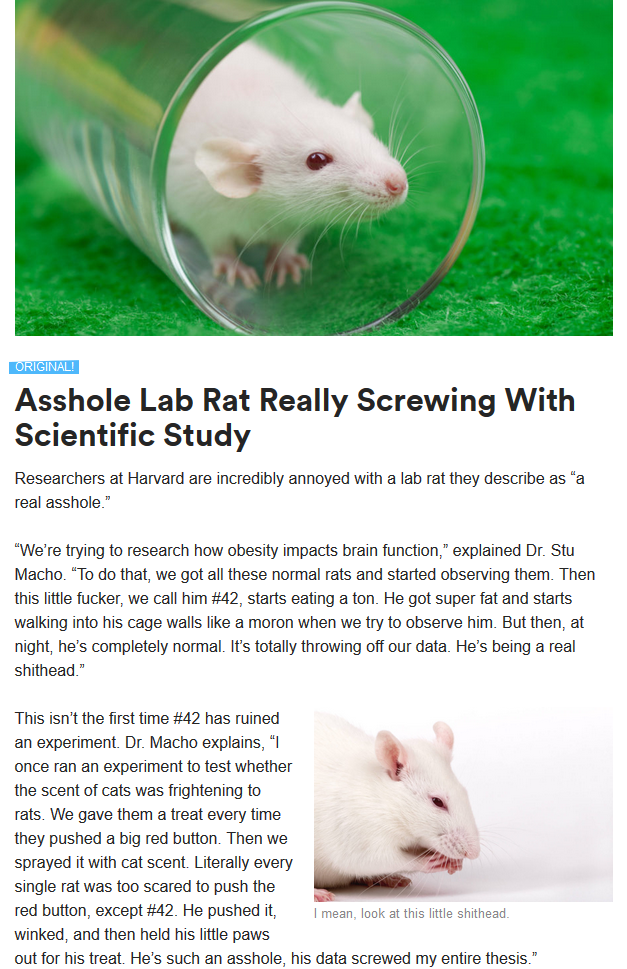 ORIGINAL!
Asshole Lab Rat Really Screwing With
Scientific Study
Researchers at Harvard are incredibly annoyed with a lab rat they describe as “a
real asshole.”
“We’re trying to research how obesity impacts brain function,” explained Dr. Stu
Macho. “To do that, we got all these normal rats and started observing them. Then
this little fucker, we call him #42, starts eating a ton. He got super fat and starts
walking into his cage walls like a moron when we try to observe him. But then, at
night, he’s completely normal. It’s totally throwing off our data. He’s being a real
shithead.”
This isn’t the first time #42 has ruined
an experiment. Dr. Macho explains, “I
once ran an experiment to test whether
the scent of cats was frightening to
rats. We gave them a treat every time
they pushed a big red button. Then we
sprayed it with cat scent. Literally every
single rat was too scared to push the
red button, except #42. He pushed it,
winked, and then held his little paws
out for his treat. He’s such an asshole, his data screwed my entire thesis.”
I mean, look at this little shithead.